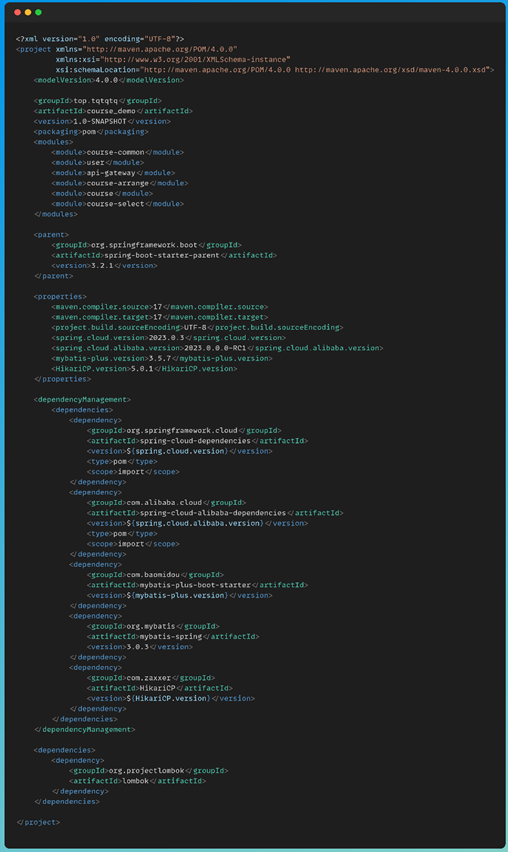 <?xml version="1.0" encoding="UTF-8"?>
<project xmlns="http://maven.apache.org/POM/4.0.0"
         xmlns:xsi="http://www.w3.org/2001/XMLSchema-instance"
         xsi:schemaLocation="http://maven.apache.org/POM/4.0.0 http://maven.apache.org/xsd/maven-4.0.0.xsd">
    <modelVersion>4.0.0</modelVersion>

    <groupId>top.tqtqtq</groupId>
    <artifactId>course_demo</artifactId>
    <version>1.0-SNAPSHOT</version>
    <packaging>pom</packaging>
    <modules>
        <module>course-common</module>
        <module>user</module>
        <module>api-gateway</module>
        <module>course-arrange</module>
        <module>course</module>
        <module>course-select</module>
    </modules>

    <parent>
        <groupId>org.springframework.boot</groupId>
        <artifactId>spring-boot-starter-parent</artifactId>
        <version>3.2.1</version>
    </parent>

    <properties>
        <maven.compiler.source>17</maven.compiler.source>
        <maven.compiler.target>17</maven.compiler.target>
        <project.build.sourceEncoding>UTF-8</project.build.sourceEncoding>
        <spring.cloud.version>2023.0.3</spring.cloud.version>
        <spring.cloud.alibaba.version>2023.0.0.0-RC1</spring.cloud.alibaba.version>
        <mybatis-plus.version>3.5.7</mybatis-plus.version>
        <HikariCP.version>5.0.1</HikariCP.version>
    </properties>

    <dependencyManagement>
        <dependencies>
            <dependency>
                <groupId>org.springframework.cloud</groupId>
                <artifactId>spring-cloud-dependencies</artifactId>
                <version>${spring.cloud.version}</version>
                <type>pom</type>
                <scope>import</scope>
            </dependency>
            <dependency>
                <groupId>com.alibaba.cloud</groupId>
                <artifactId>spring-cloud-alibaba-dependencies</artifactId>
                <version>${spring.cloud.alibaba.version}</version>
                <type>pom</type>
                <scope>import</scope>
            </dependency>
            <dependency>
                <groupId>com.baomidou</groupId>
                <artifactId>mybatis-plus-boot-starter</artifactId>
                <version>${mybatis-plus.version}</version>
            </dependency>
            <dependency>
                <groupId>org.mybatis</groupId>
                <artifactId>mybatis-spring</artifactId>
                <version>3.0.3</version>
            </dependency>
            <dependency>
                <groupId>com.zaxxer</groupId>
                <artifactId>HikariCP</artifactId>
                <version>${HikariCP.version}</version>
            </dependency>
        </dependencies>
    </dependencyManagement>

    <dependencies>
        <dependency>
            <groupId>org.projectlombok</groupId>
            <artifactId>lombok</artifactId>
        </dependency>
    </dependencies>

</project>